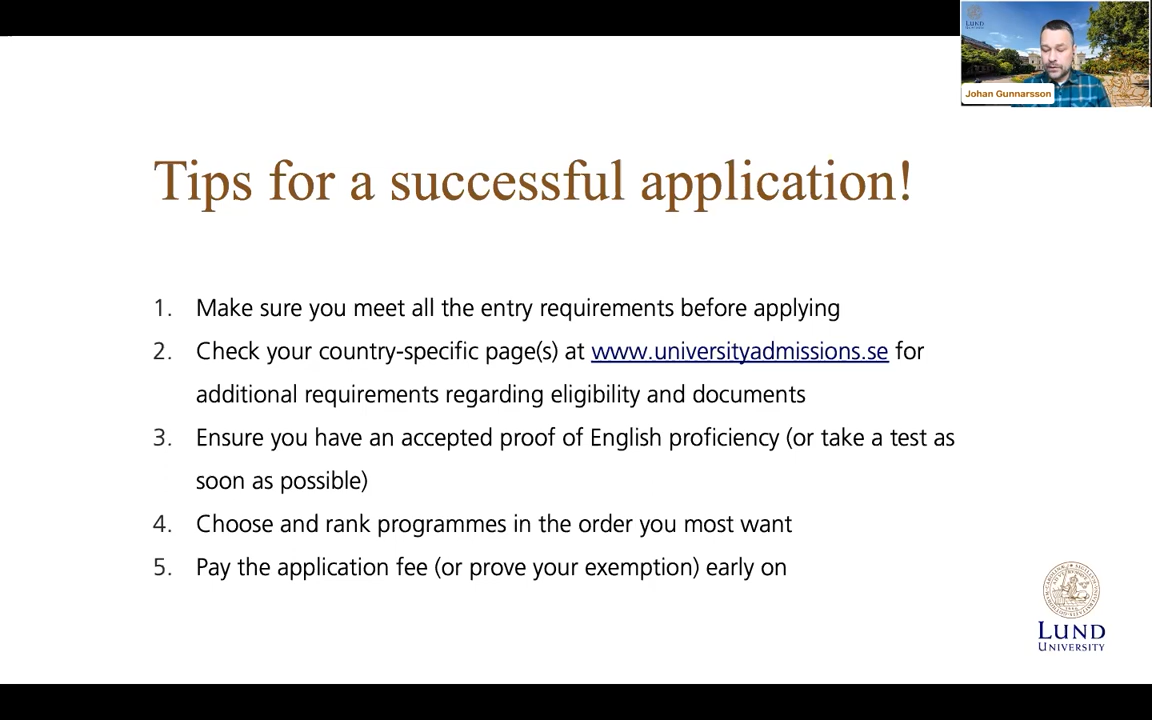 LUND
Johan Gunnarsson
Tips for a successful application!
1. Make sure you meet all the entry requirements before applying
2. Check your country-specific page(s) at www.universityadmissions.se for
additional requirements regarding eligibility and documents
3. Ensure you have an accepted proof of English proficiency (or take a test as
soon as possible)
4. Choose and rank programmes in the order you most want
5. Pay the application fee (or prove your exemption) early on
LUND
UNIVERSITY